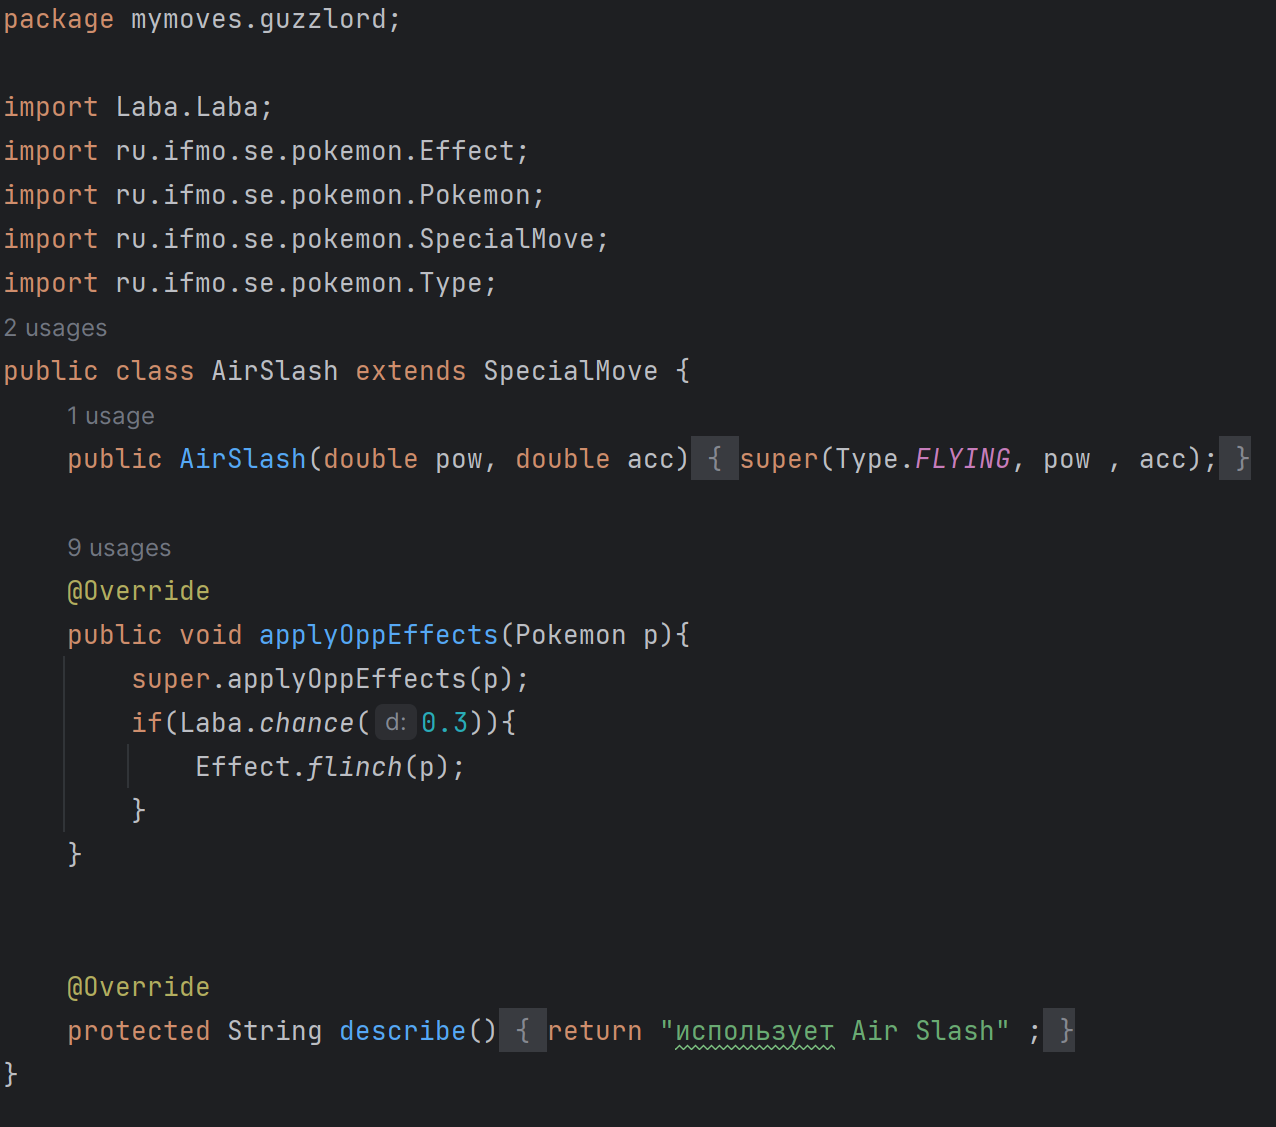 package mymoves.guzzlord;
import Laba.Laba;
import ru.ifmo.se.pokemon.Effect;
import ru.ifmo.se.pokemon.Pokemon;
import ru.ifmo.se.pokemon.SpecialMove;
import ru.ifmo.se.pokemon.Type;
2 usages
public class AirSlash extends SpecialMove {
1 usage
public AirSlash(double pow, double acc) { super(Type.FLYING, pow , acc); }
9 usages
@Override
public void applyOppEffects(Pokemon p){
super.applyOppEffects(p);
if(Laba.chance( d: 0.3)){
Effect.flinch(p);
}
}
@Override
protected String describe() { return "использует Air Slash" ; }
}